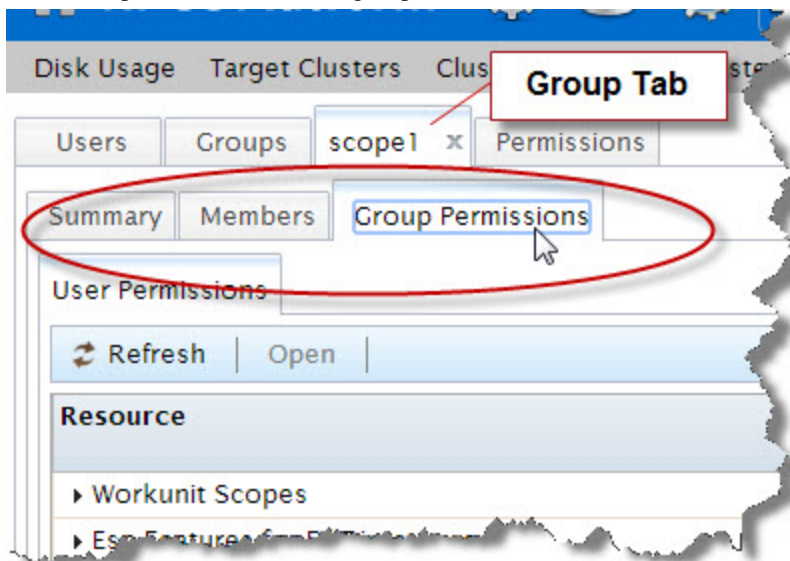 Disk Usage Target Clusters
Group Tab
Users Groups scope1 x Permissions
Summary Members Group Permissions
User Permissions
Refresh Open
Resource
Workunit Scopes